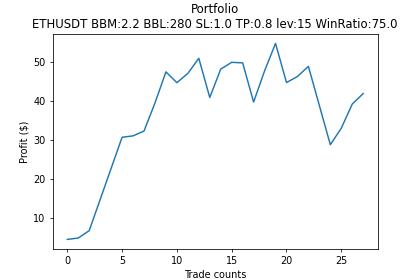 Portfolio
ETHUSDT BBM:2.2 BBL:280 SL:1.0 TP:0.8 lev:15 WinRatio:75.0
50
40
30
20
10
Profit ($)
0 5 10 15 20 25
Trade counts